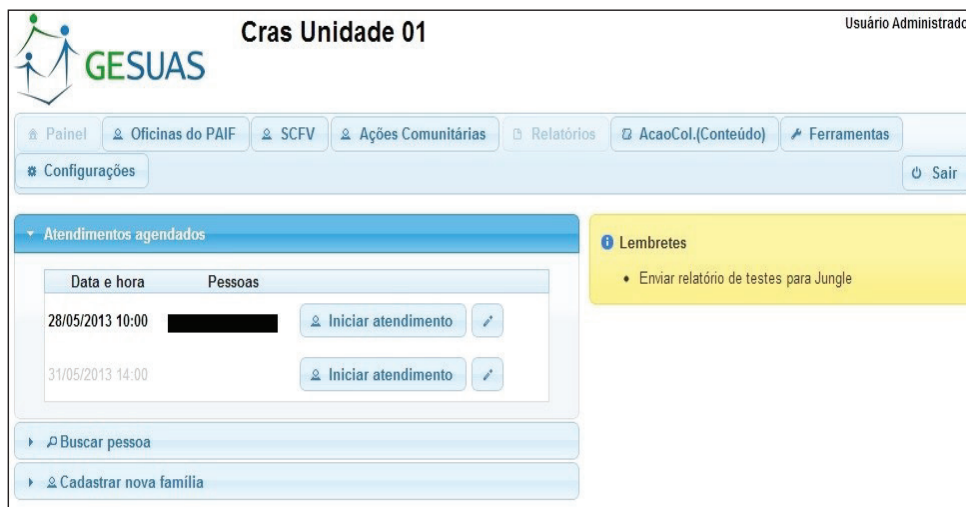 Cras Unidade 01
Usuário Administrado
GESUAS
Painel Oficinas do PAIF SCFV Ações Comunitárias Relatórios AcaoCol.(Conteúdo) Ferramentas
Configurações Sair
Atendimentos agendados
Lembretes
Data e hora Pessoas
• Enviar relatório de testes para Jungle
28/05/2013 10:00 Iniciar atendimento
31/05/2013 14:00 Iniciar atendimento
Buscar pessoa
Cadastrar nova família